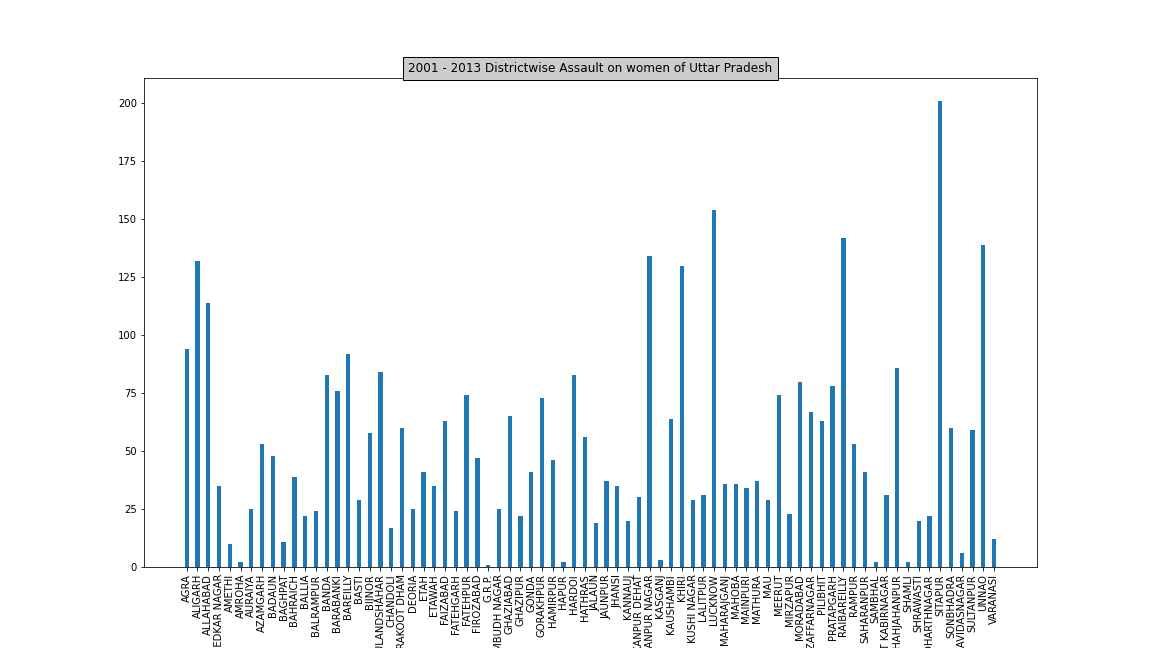 2001 - 2013 Districtwise Assault on women of Uttar Pradesh
200
175
150
125
100
75
50
25
0
AGRA
ALIGARH
ALLAHABAD
EDKAR NAGAR
AMETHI
AMROHA
AURAIYA
AZAMGARH
BADAUN
BAGHPAT
BAHRAICH
BALLIA
BALRAMPUR
BANDA
BARABANKI
BAREILLY
BASTI
BIJNOR
ULANDSHAHAR
CHANDOLI
RAKOOT DHAM
DEORIA
ETAH
ETAWAH
FAIZABAD
FATEHGARH
FATEHPUR
FIROZABAD
G.R.P.
MBUDH NAGAR
GHAZIABAD
GHAZIPUR
GONDA
GORAKHPUR
HAMIRPUR
HAPUR
HARDOI
HATHRAS
JALAUN
JAUNPUR
JHANSI
KANNAUJ
KANPUR DEHAT
ANPUR NAGAR
KASGANJ
KAUSHAMBI
KHIRI
KUSHI NAGAR
LALITPUR
LUCKNOW
MAHARAJGANJ
MAHOBA
MAINPURI
MATHURA
MAU
MEERUT
MIRZAPUR
MORADABAD
ZAFFARNAGAR
PILIBHIT
PRATAPGARH
RAIBAREILLY
RAMPUR
SAHARANPUR
SAMBHAL
T KABIRNAGAR
HAHJAHANPUR
SHAMLI
SHRAWASTI
DHARTHNAGAR
SITAPUR
SONBHADRA
AVIDASNAGAR
SULTANPUR
UNNAO
VARANASI